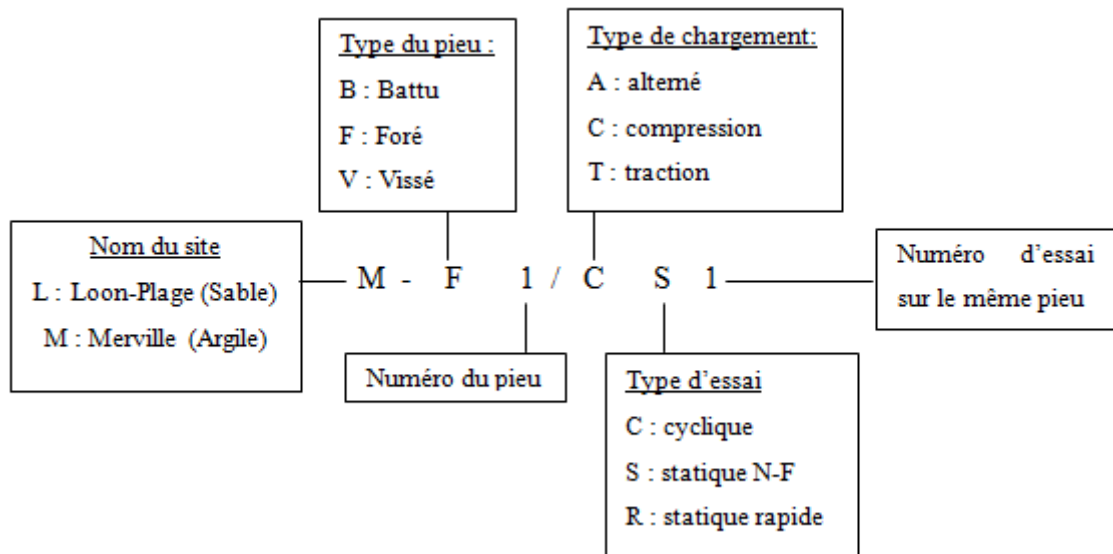 Type du pieu :
B : Battu
F : Foré
V : Vissé
Type de chargement:
A : alterné
C : compression
T : traction
Nom du site
L : Loon-Plage (Sable)
M : Merville (Argile)
M - F 1 / C S 1
Numéro d'essai
sur le même pieu
Numéro du pieu
Type d'essai
C : cyclique
S : statique N-F
R : statique rapide